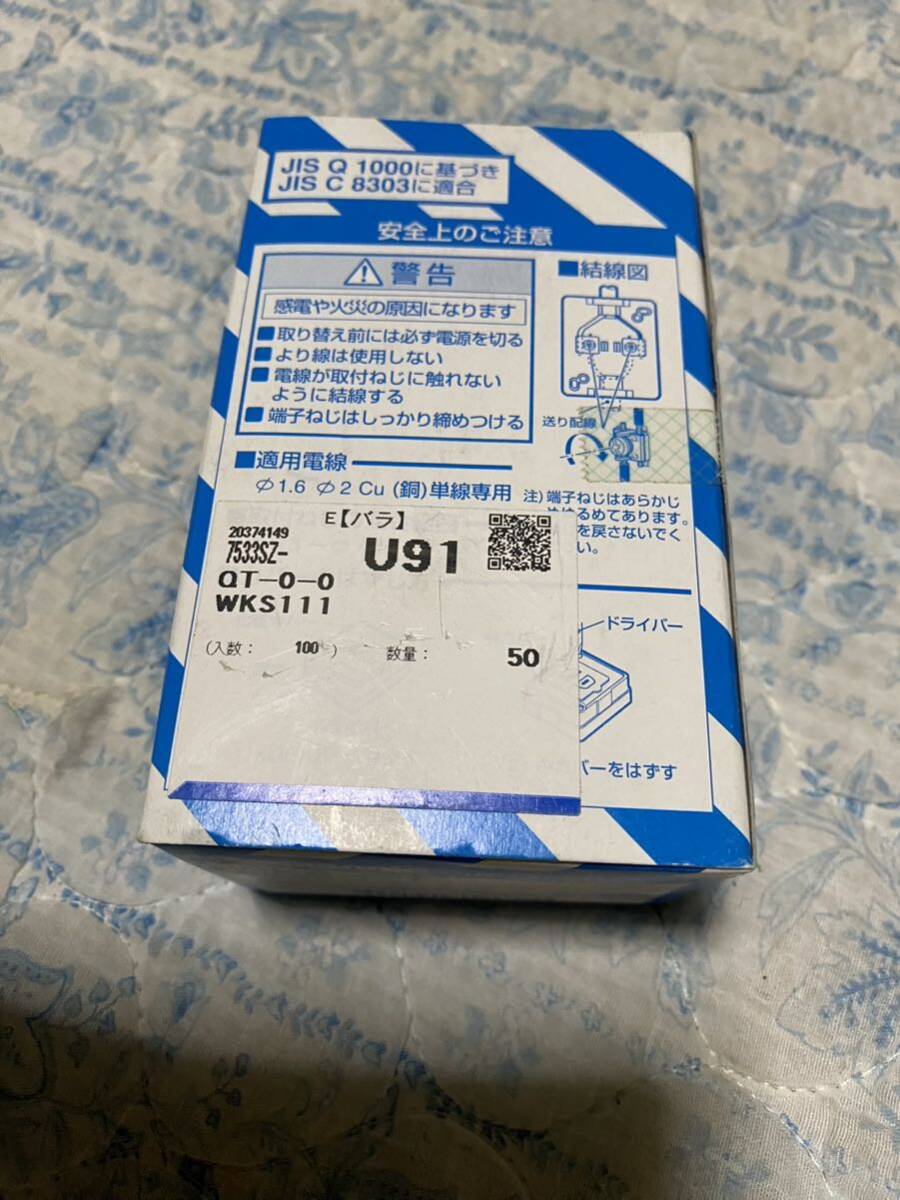 JIS Q 1000に基づき
JIS C 8303に適合
安全上のご注意
警告
感電や火災の原因になります
■取り替え前には必ず電源を切る
■より線は使用しない
■電線が取付ねじに触れない
ように結線する
■端子ねじはしっかり締めつける
■結線図
送り配線
■適用電線
φ1.6 φ2 Cu (銅)単線専用
注)端子ねじはあらかじ
めゆるめてあります。
を戻さないでく
い。
ドライバー
バーをはずす
E【バラ】
20374149
7533SZ-
QT-0-0
WKS111
U91
(入数: 100 )
数量: 50